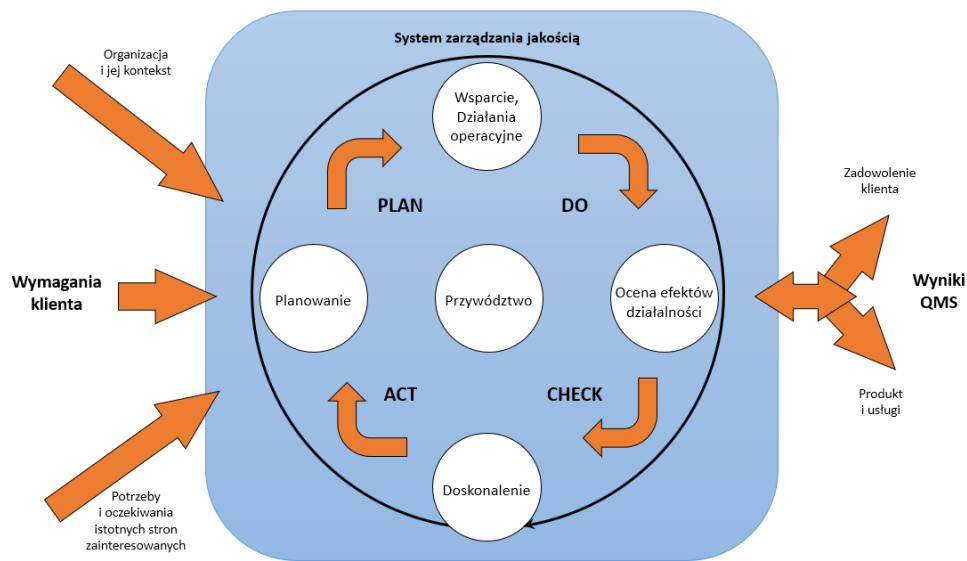 System zarządzania jakością
Organizacja
i jej kontekst
Wsparcie,
Działania
operacyjne
PLAN
DO
Zadowolenie
klienta
Wymagania
klienta
Planowanie
Przywództwo
Ocena efektów
działalności
Wyniki
QMS
ACT
CHECK
Produkt
i usługi
Doskonalenie
Potrzeby
i oczekiwania
istotnych stron
zainteresowanych